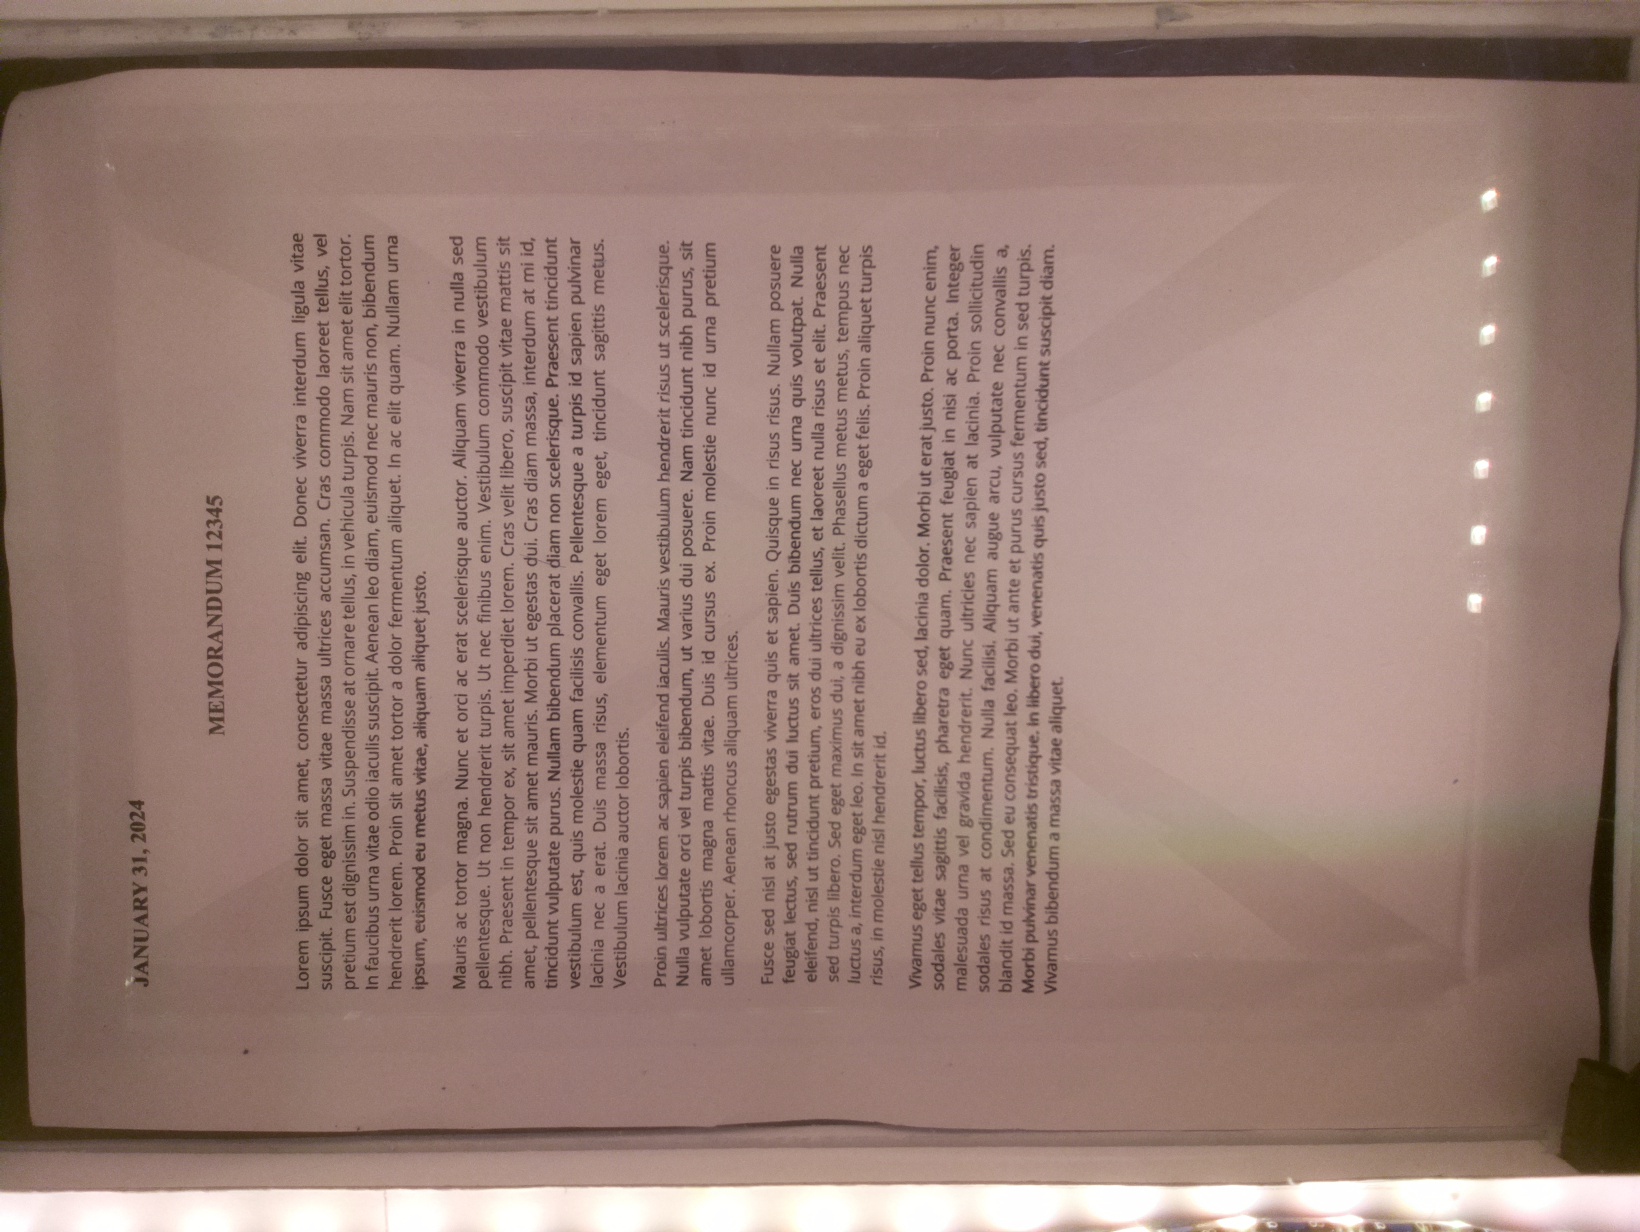 JANUARY 31, 2024
MEMORANDUM 12345
Lorem ipsum dolor sit amet, consectetur adipiscing elit. Donec viverra interdum ligula vitae
suscipit. Fusce eget massa vitae massa ultrices accumsan. Cras commodo laoreet tellus, vel
pretium est dignissim in. Suspendisse at ornare tellus, in vehicula turpis. Nam sit amet elit tortor.
In faucibus urna vitae odio iaculis suscipit. Aenean leo diam, euismod nec mauris non, bibendum
hendrerit lorem. Proin sit amet tortor a dolor fermentum aliquet. In ac elit quam. Nullam urna
ipsum, euismod eu metus vitae, aliquam aliquet justo.
Mauris ac tortor magna. Nunc et orci ac erat scelerisque auctor. Aliquam viverra in nulla sed
pellentesque. Ut non hendrerit turpis. Ut nec finibus enim. Vestibulum commodo vestibulum
nibh. Praesent in tempor ex, sit amet imperdiet lorem. Cras velit libero, suscipit vitae mattis sit
amet, pellentesque sit amet mauris. Morbi ut egestas dui. Cras diam massa, interdum at mi id,
tincidunt vulputate purus. Nullam bibendum placerat diam non scelerisque. Praesent tincidunt
vestibulum est, quis molestie quam facilisis convallis. Pellentesque a turpis id sapien pulvinar
lacinia nec a erat. Duis massa risus, elementum eget lorem eget, tincidunt sagittis metus.
Vestibulum lacinia auctor lobortis.
Proin ultrices lorem ac sapien eleifend iaculis. Mauris vestibulum hendrerit risus ut scelerisque.
Nulla vulputate orci vel turpis bibendum, ut varius dui posuere. Nam tincidunt nibh purus, sit
amet lobortis magna mattis vitae. Duis id cursus ex. Proin molestie nunc id urna pretium
ullamcorper. Aenean rhoncus aliquam ultrices.
Fusce sed nisl at justo egestas viverra quis et sapien. Quisque in risus risus. Nullam posuere
feugiat lectus, sed rutrum dui luctus sit amet. Duis bibendum nec urna quis volutpat. Nulla
eleifend, nisl ut tincidunt pretium, eros dui ultrices tellus, et laoreet nulla risus et elit. Praesent
sed turpis libero. Sed eget maximus dui, a dignissim velit. Phasellus metus metus, tempus nec
luctus a, interdum eget leo. In sit amet nibh eu ex lobortis dictum a eget felis. Proin aliquet turpis
risus, in molestie nisl hendrerit id.
Vivamus eget tellus tempor, luctus libero sed, lacinia dolor. Morbi ut erat justo. Proin nunc enim,
sodales vitae sagittis facilisis, pharetra eget quam. Praesent feugiat in nisi ac porta. Integer
malesuada urna vel gravida hendrerit. Nunc ultricies nec sapien at lacinia. Proin sollicitudin
sodales risus at condimentum. Nulla facilisi. Aliquam augue arcu, vulputate nec convallis a,
blandit id massa. Sed eu consequat leo. Morbi ut ante et purus cursus fermentum in sed turpis.
Morbi pulvinar venenatis tristique. In libero dui, venenatis quis justo sed, tincidunt suscipit diam.
Vivamus bibendum a massa vitae aliquet.